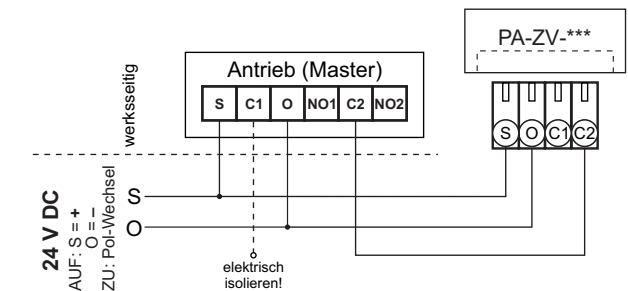 PA-ZV-***
Antrieb (Master)
S C1 O NO1 C2 NO2
S O C1 C2
werksseitig
24 V DC
AUF: S = +
O = –
ZU: Pol-Wechsel
S
O
elektrisch
isolieren!